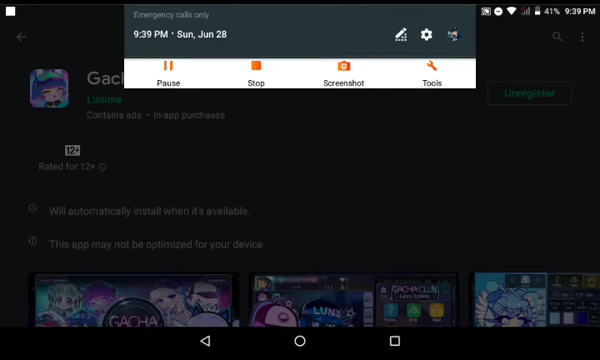 Emergency calls only
41% 9:39 PM
9:39 PM • Sun, Jun 28
Pause
Stop
Screenshot
Tools
Gacha
Lunime
Contains ads • In-app purchases
Unregister
12+
Rated for 12+
Will automatically install when it's available.
This app may not be optimized for your device
GACHA
GACHA CLUB